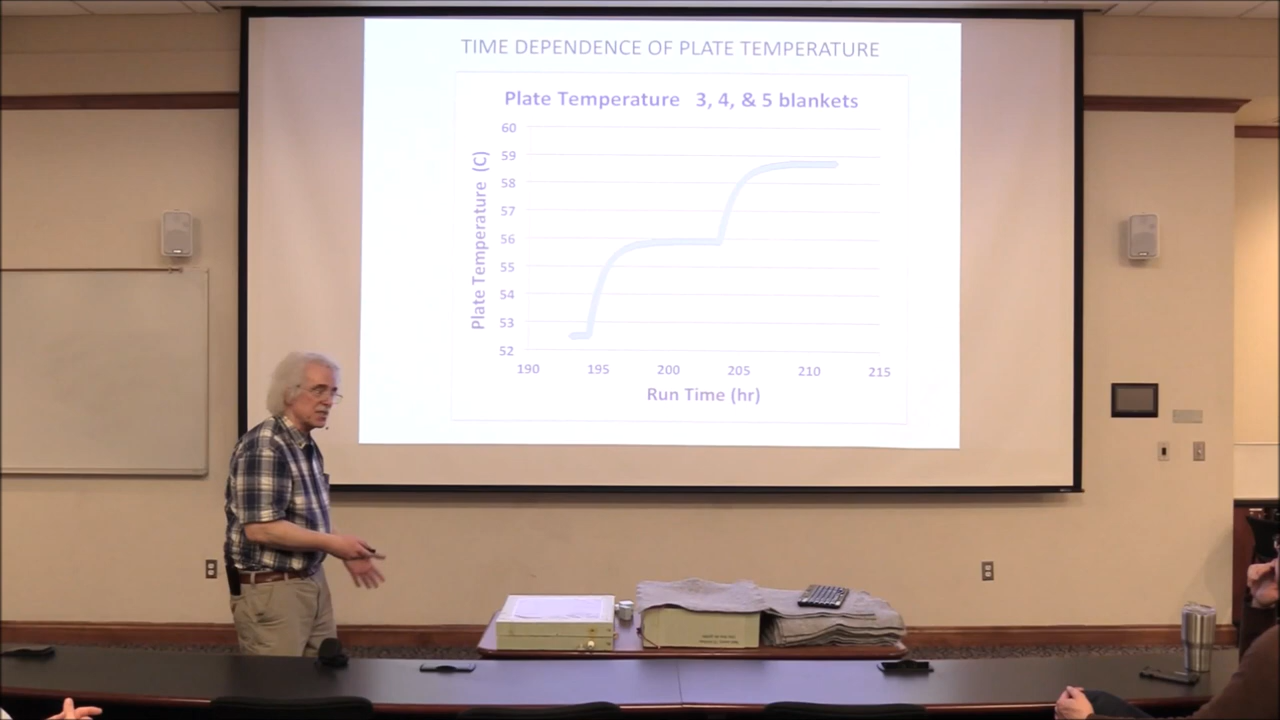 TIME DEPENDENCE OF PLATE TEMPERATURE
Plate Temperature 3, 4, & 5 blankets
Plate Temperature (C)
60
59
58
57
56
55
54
53
52
190 195 200 205 210 215
Run Time (hr)